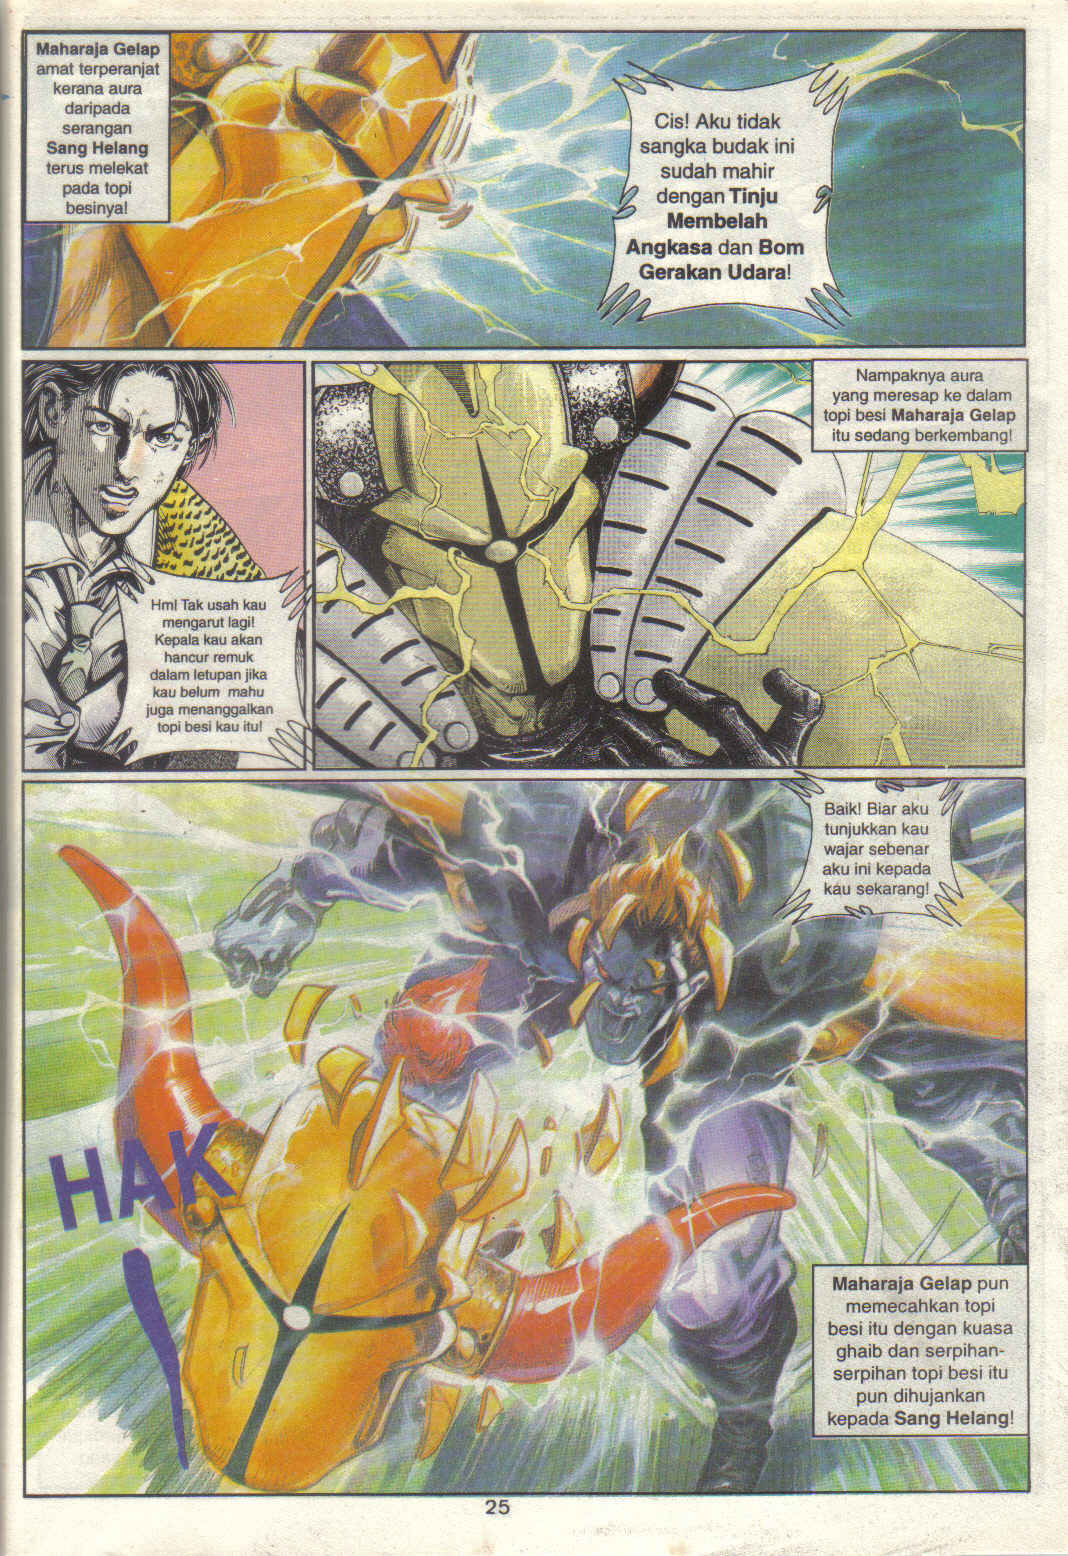 Maharaja Gelap
amat terperanjat
kerana aura
daripada
serangan
Sang Helang
terus melekat
pada topi
besinya!
Cis! Aku tidak
sangka budak ini
sudah mahir
dengan Tinju
Membelah
Angkasa dan Bom
Gerakan Udara!
Hm! Tak usah kau
mengarut lagi!
Kepala kau akan
hancur remuk
dalam letupan jika
kau belum mahu
juga menanggalkan
topi besi kau itu!
Nampaknya aura
yang meresap ke dalam
topi besi Maharaja Gelap
itu sedang berkembang!
Baik! Biar aku
tunjukkan kau
wajar sebenar
aku ini kepada
kau sekarang!
HAK
!
Maharaja Gelap pun
memecahkan topi
besi itu dengan kuasa
ghaib dan serpihan-
serpihan topi besi itu
pun dihujankan
kepada Sang Helang!
25